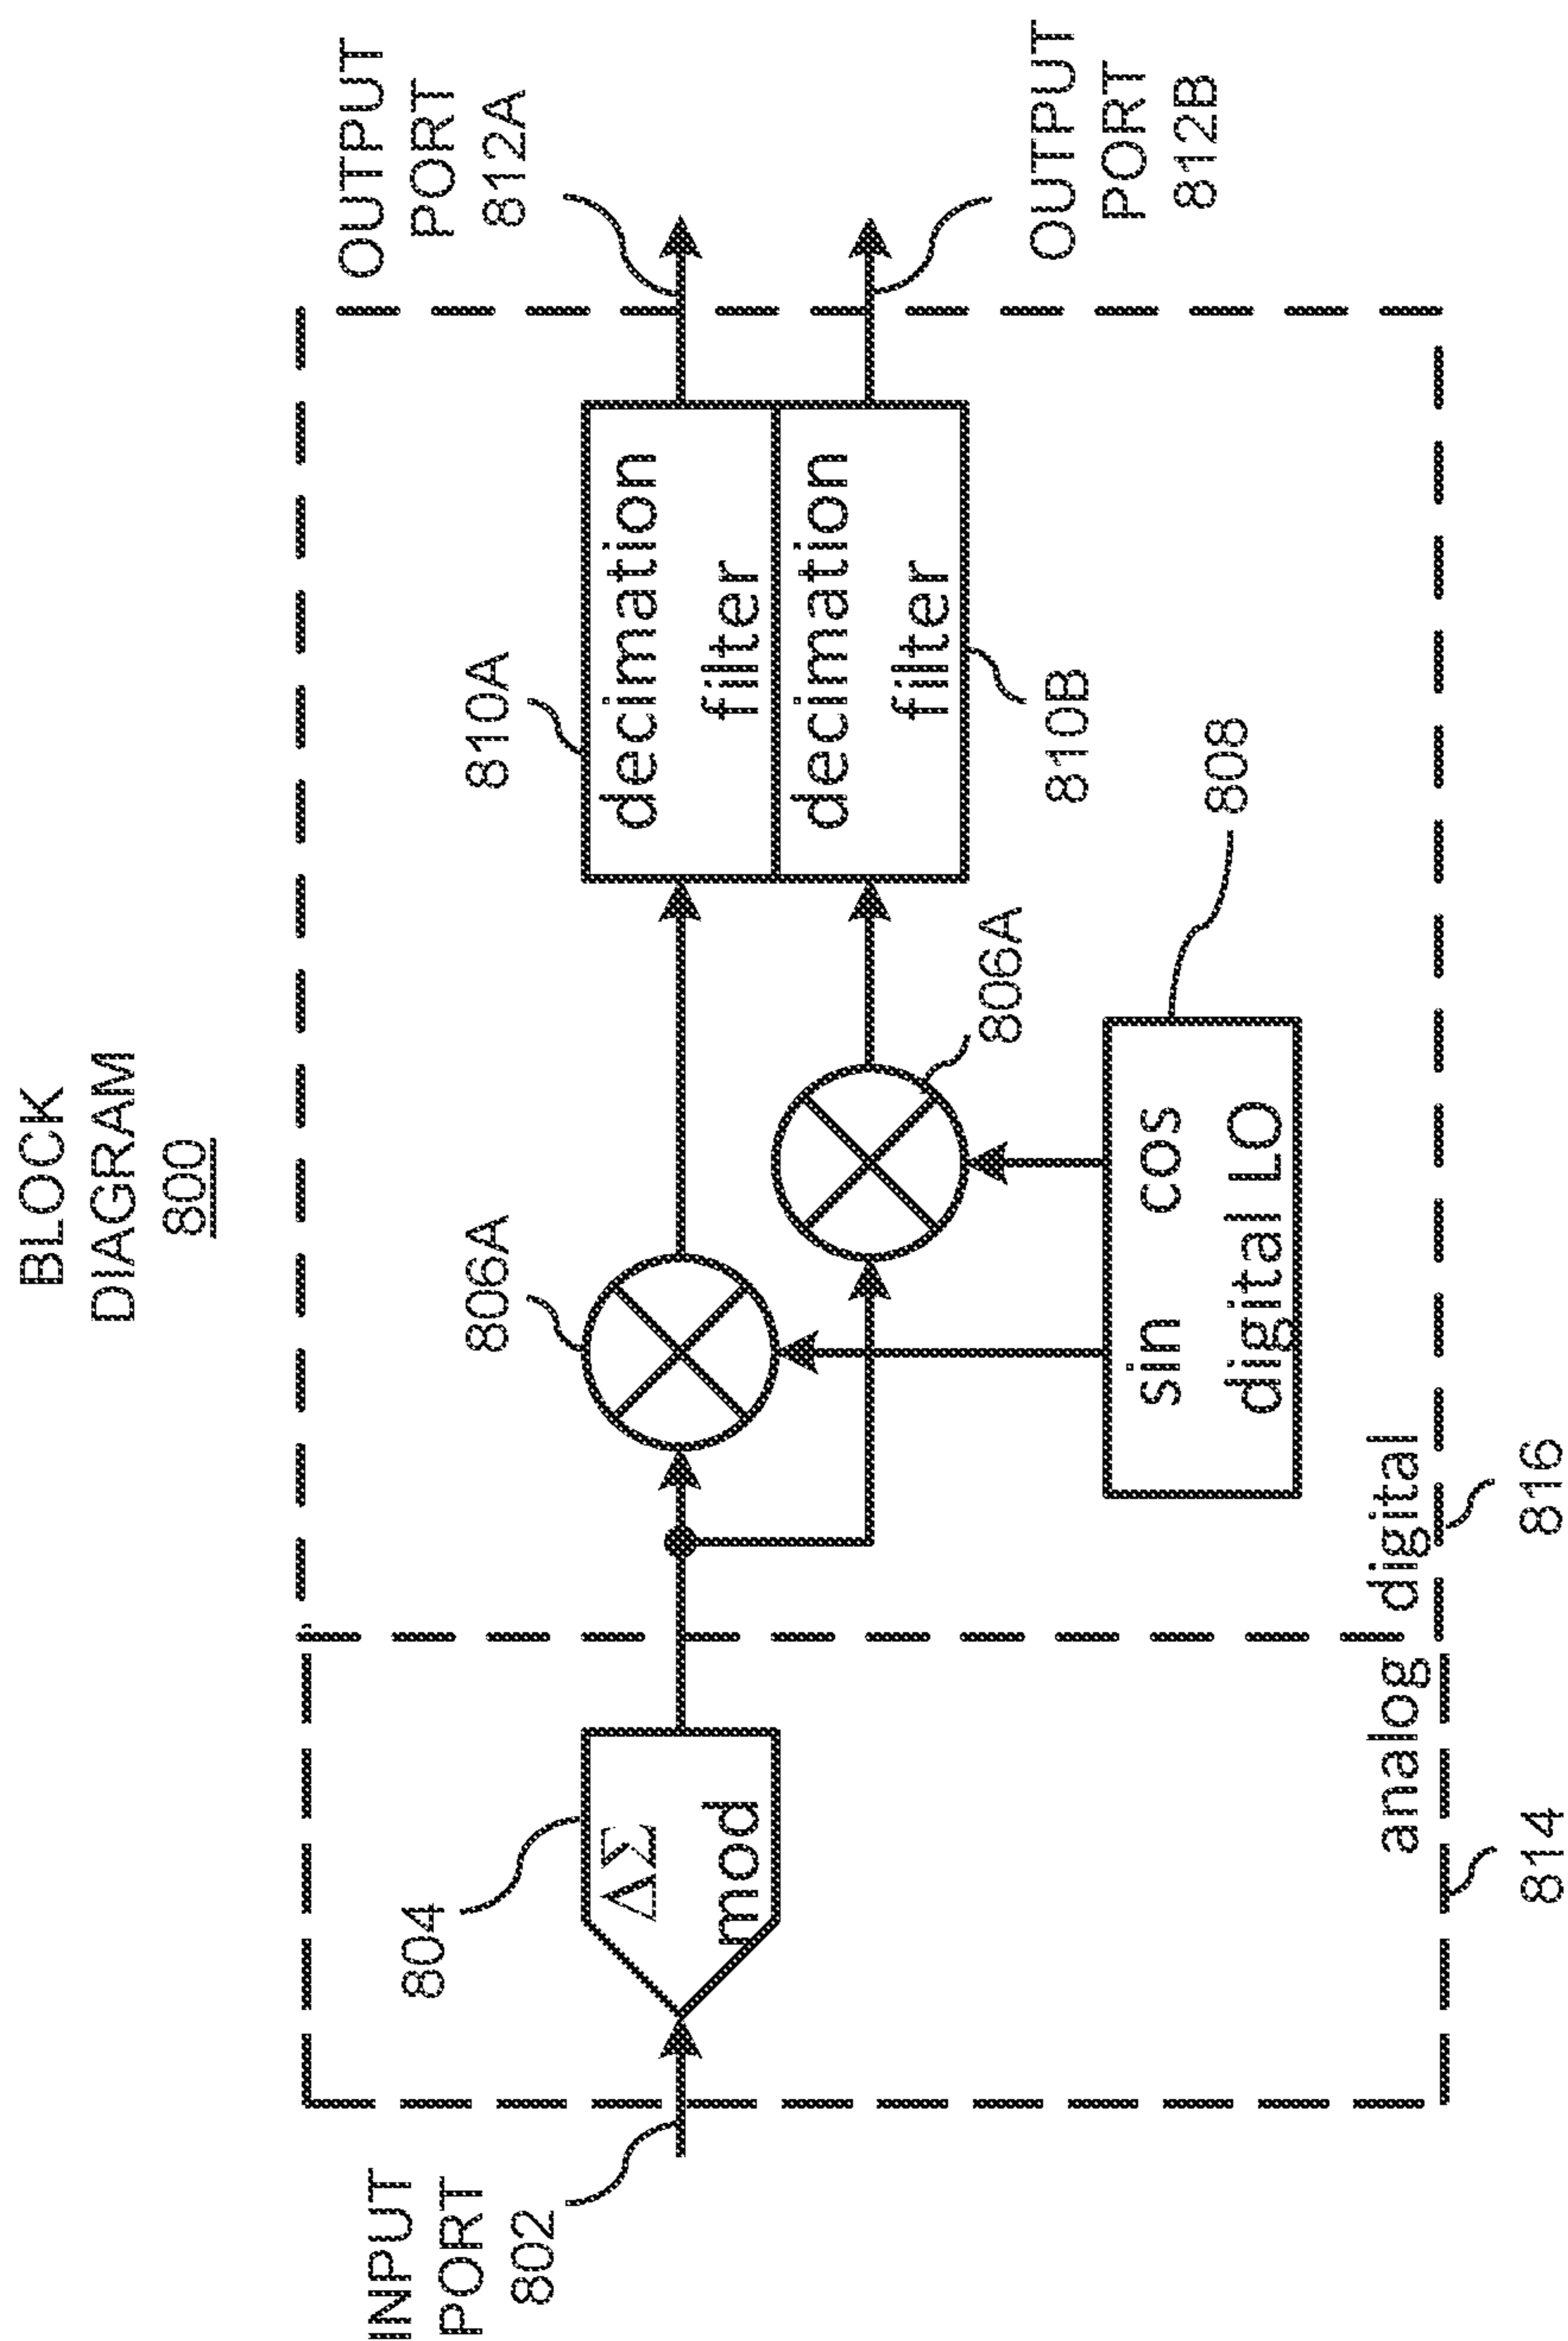 BLOCK
DIAGRAM
800
INPUT
PORT
802
804
ΔΣ
mod
806A
806A
810A
decimation
filter
decimation
filter
810B
OUTPUT
PORT
812A
OUTPUT
PORT
812B
sin cos
digital LO
808
analog digital
814
816